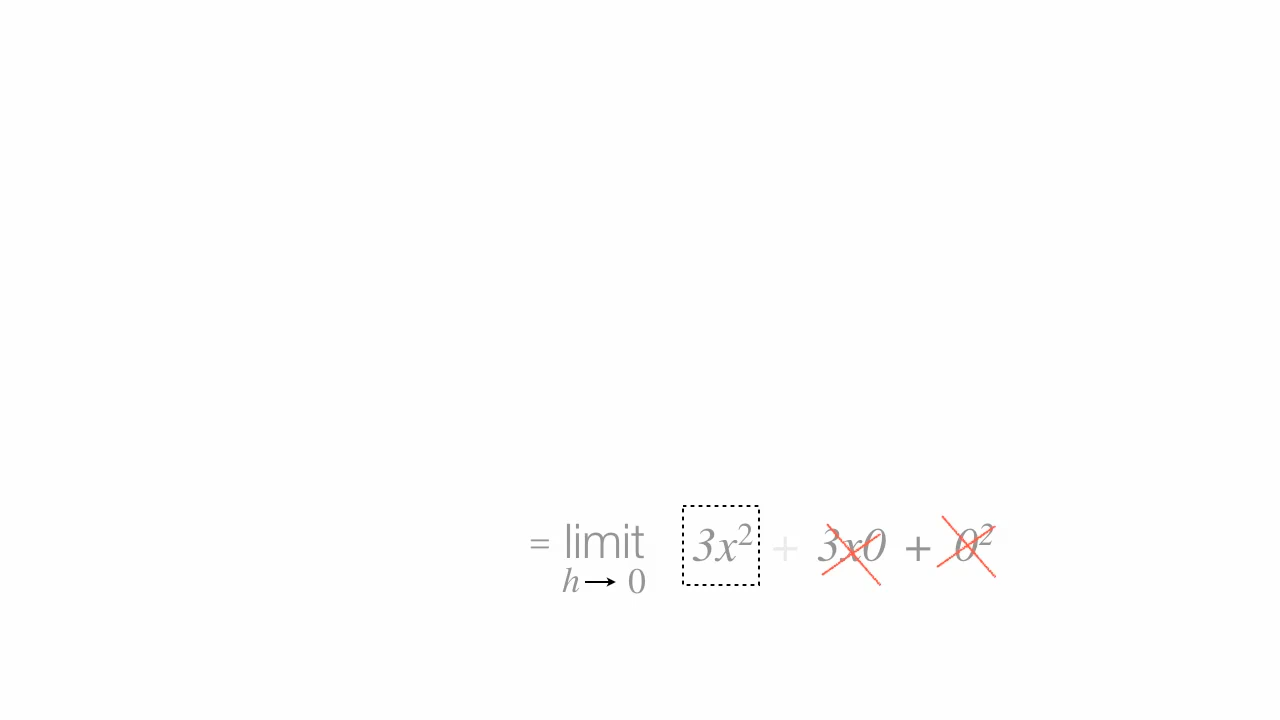 = limit 3x² + 3x0 + 0²
h → 0